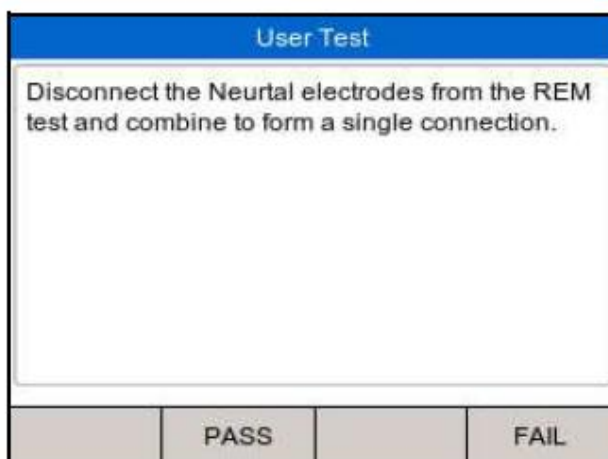 User Test
Disconnect the Neurtal electrodes from the REM
test and combine to form a single connection.
PASS
FAIL